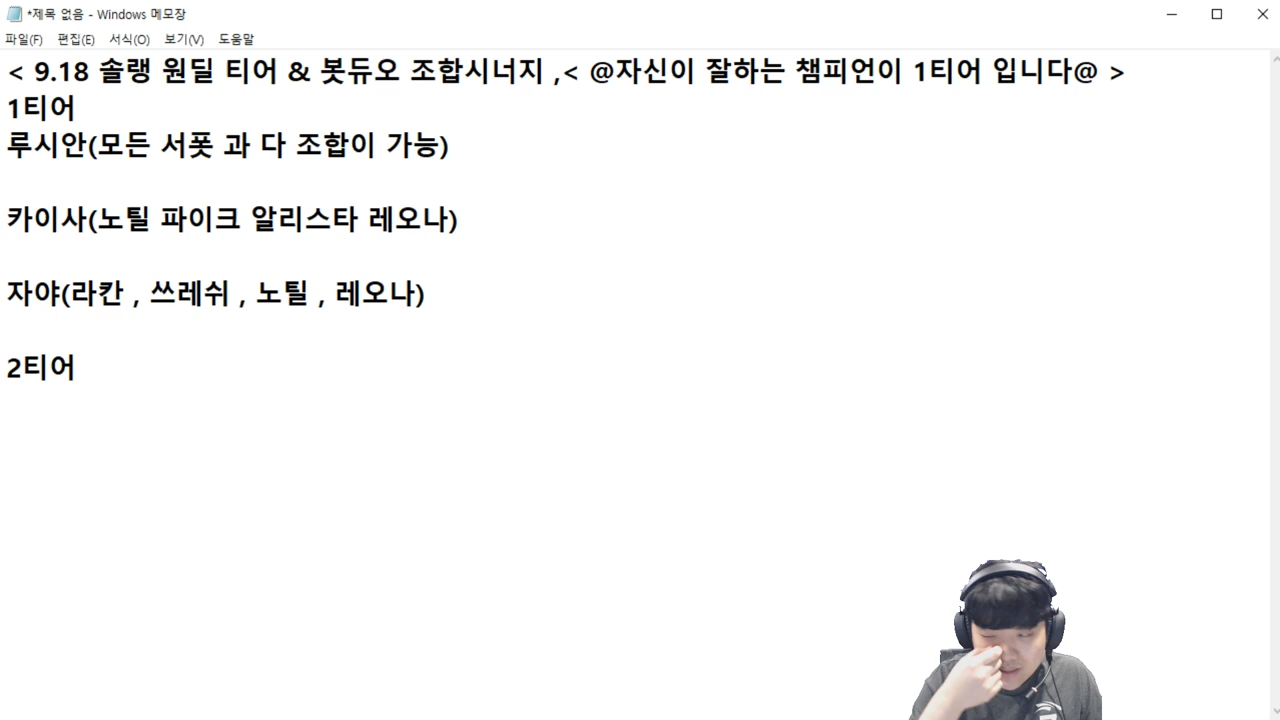 *제목 없음 - Windows 메모장
파일(F) 편집(E) 서식(O) 보기(V) 도움말
< 9.18 솔랭 원딜 티어 & 봇듀오 조합시너지 ,< @자신이 잘하는 챔피언이 1티어 입니다@ >
1티어
루시안(모든 서폿 과 다 조합이 가능)
카이사(노틸 파이크 알리스타 레오나)
자야(라칸 , 쓰레쉬 , 노틸 , 레오나)
2티어